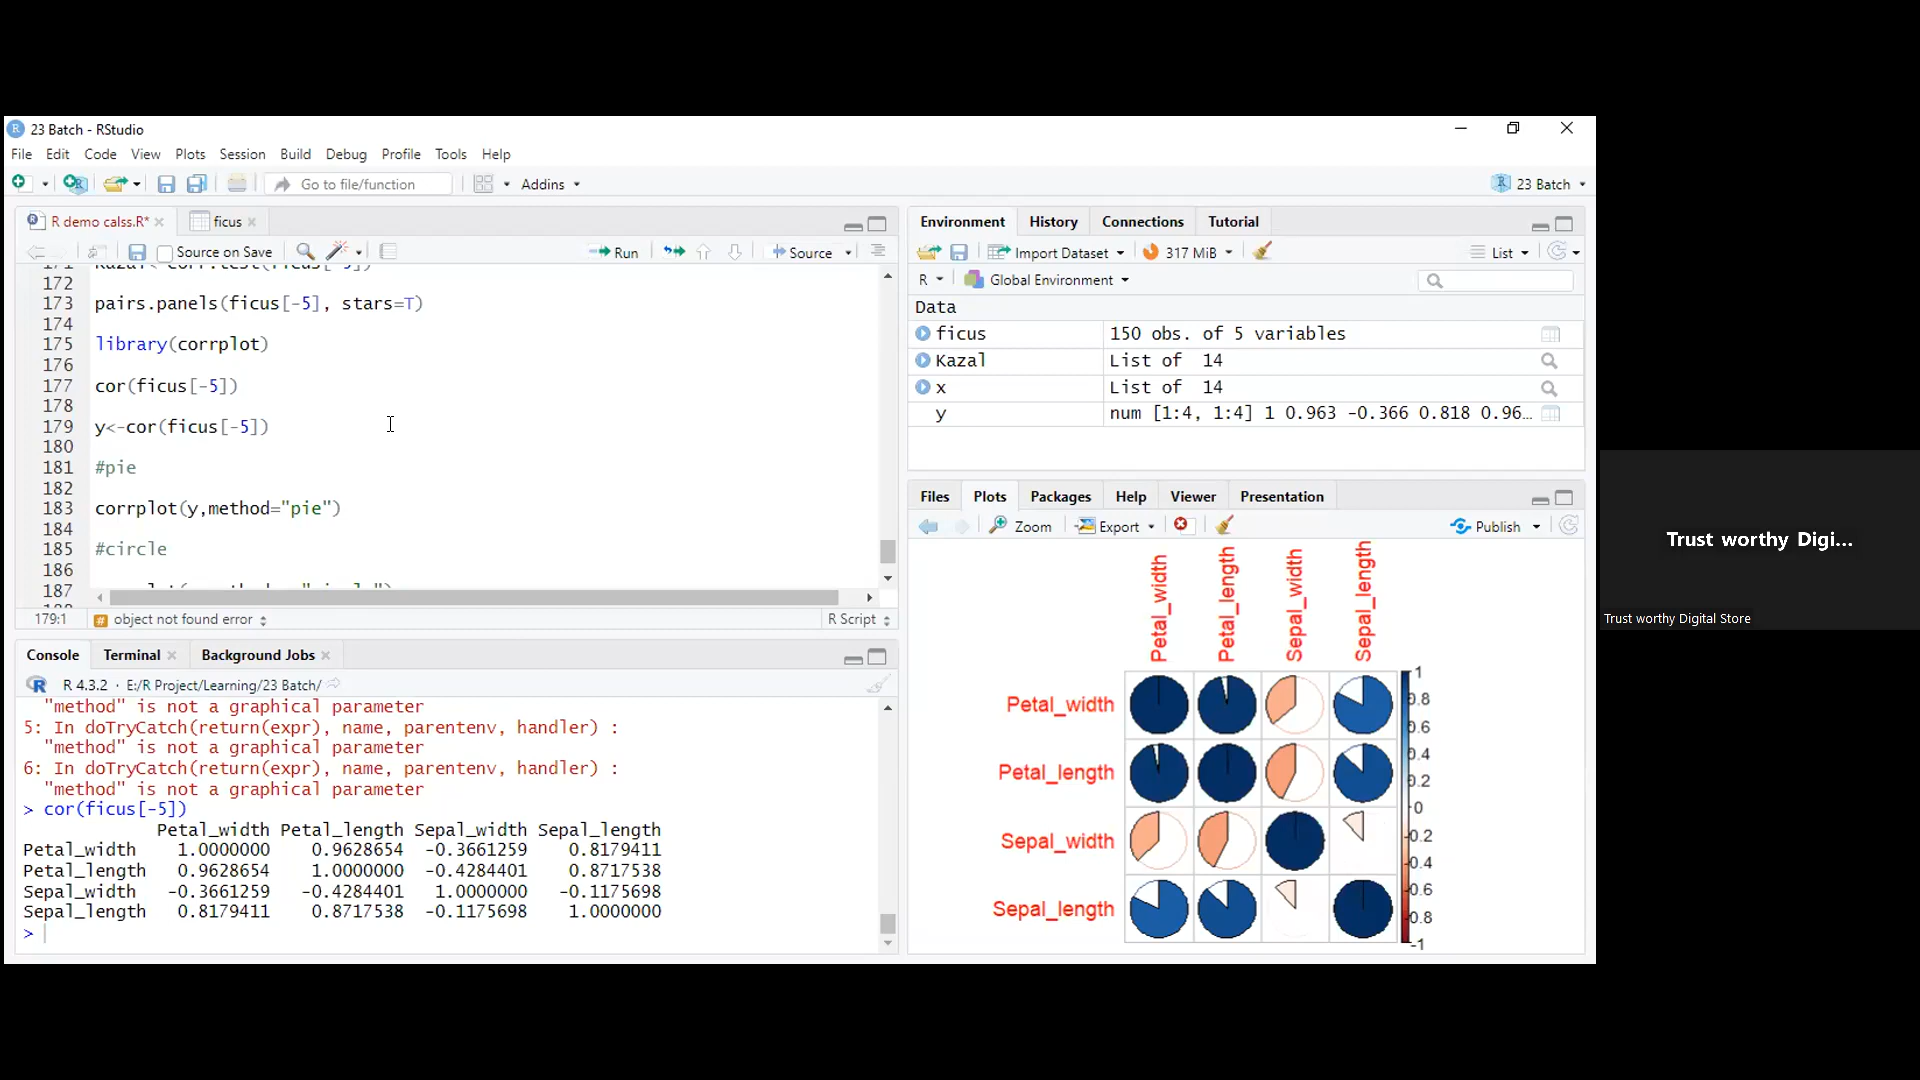 23 Batch - RStudio
File Edit Code View Plots Session Build Debug Profile Tools Help
Go to file/function Addins 23 Batch
R demo calss.R* ficus
Source on Save Run Source
172
173 pairs.panels(ficus[-5], stars=T)
174
175 library(corrplot)
176
177 cor(ficus[-5])
178
179 y<-cor(ficus[-5])
180
181 #pie
182
183 corrplot(y,method="pie")
184
185 #circle
186
187
179:1 # object not found error R Script
Console Terminal Background Jobs
R 4.3.2 · E:/R Project/Learning/23 Batch/
"method" is not a graphical parameter
5: In doTryCatch(return(expr), name, parentenv, handler) :
"method" is not a graphical parameter
6: In doTryCatch(return(expr), name, parentenv, handler) :
"method" is not a graphical parameter
> cor(ficus[-5])
Petal_width Petal_length Sepal_width Sepal_length
Petal_width 1.0000000 0.9628654 -0.3661259 0.8179411
Petal_length 0.9628654 1.0000000 -0.4284401 0.8717538
Sepal_width -0.3661259 -0.4284401 1.0000000 -0.1175698
Sepal_length 0.8179411 0.8717538 -0.1175698 1.0000000
>
Environment History Connections Tutorial
Import Dataset 317 MiB List
R Global Environment
Data
ficus 150 obs. of 5 variables
Kazal List of 14
x List of 14
y num [1:4, 1:4] 1 0.963 -0.366 0.818 0.96...
Files Plots Packages Help Viewer Presentation
Zoom Export Publish
Petal_width Petal_length Sepal_width Sepal_length
Petal_width
Petal_length
Sepal_width
Sepal_length
1
0.8
0.6
0.4
0.2
0
-0.2
-0.4
-0.6
-0.8
-1
Trust worthy Digi...
Trust worthy Digital Store